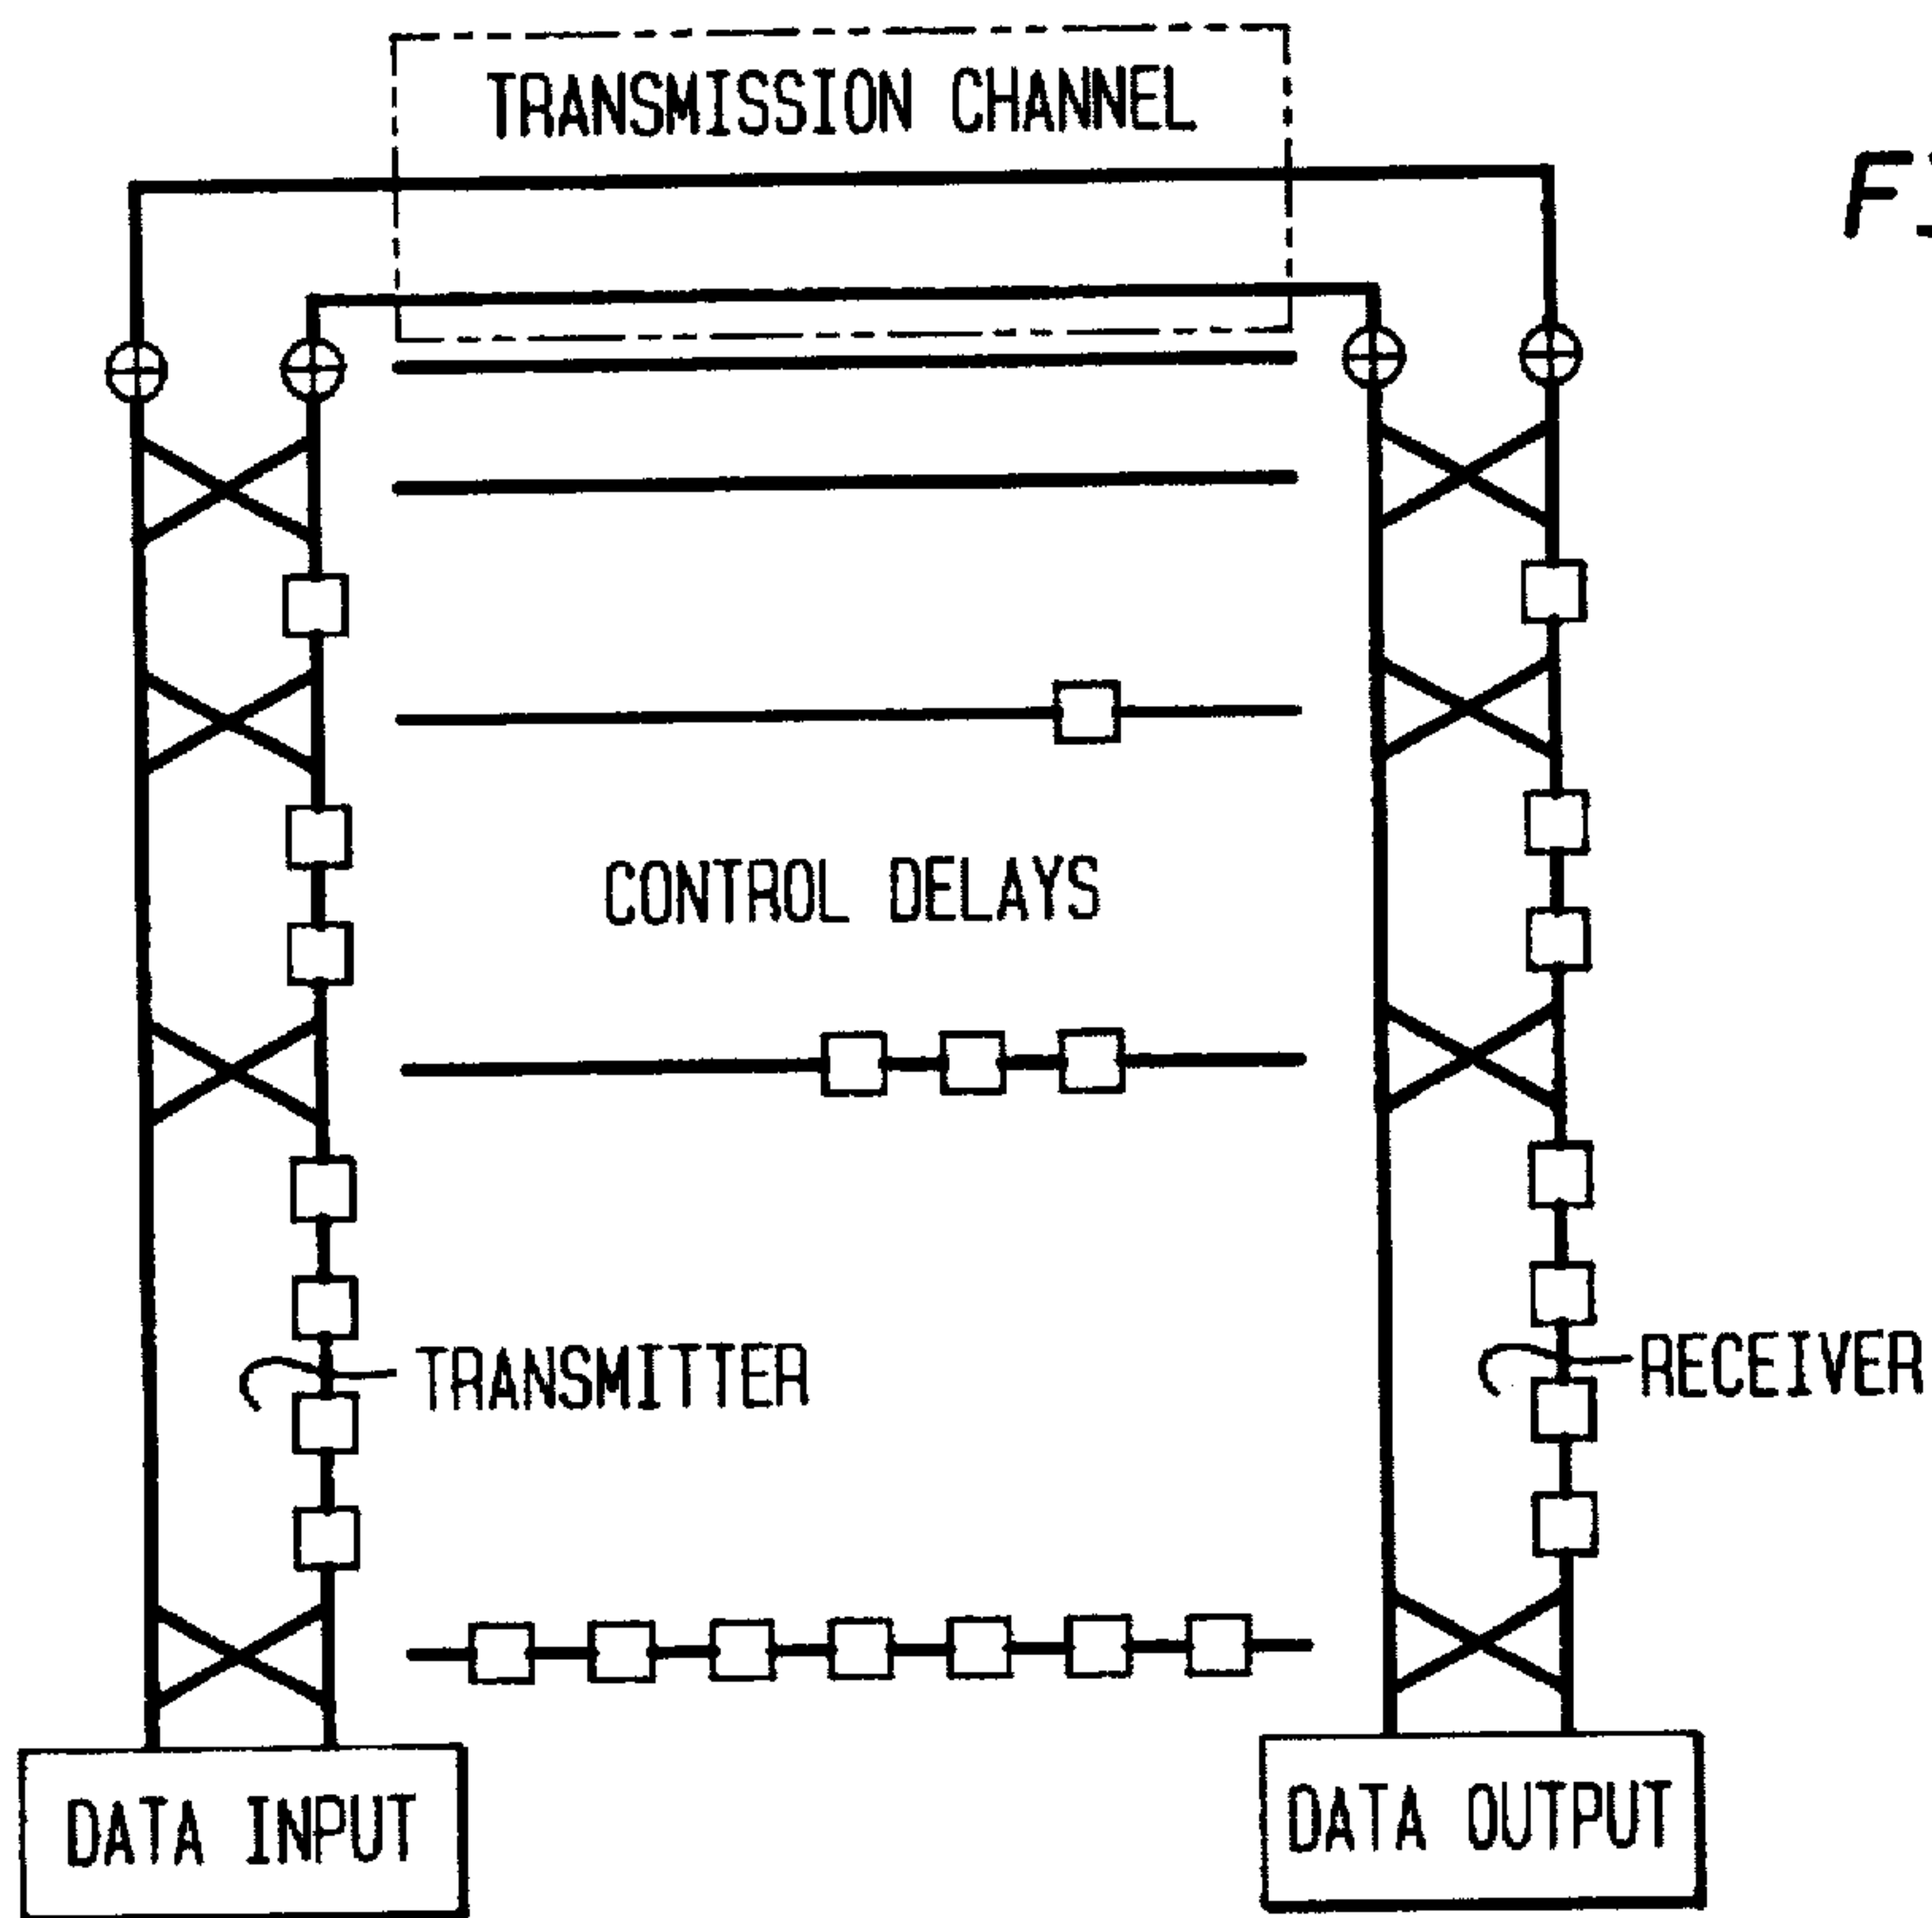 TRANSMISSION CHANNEL
CONTROL DELAYS
TRANSMITTER
RECEIVER
DATA INPUT
DATA OUTPUT